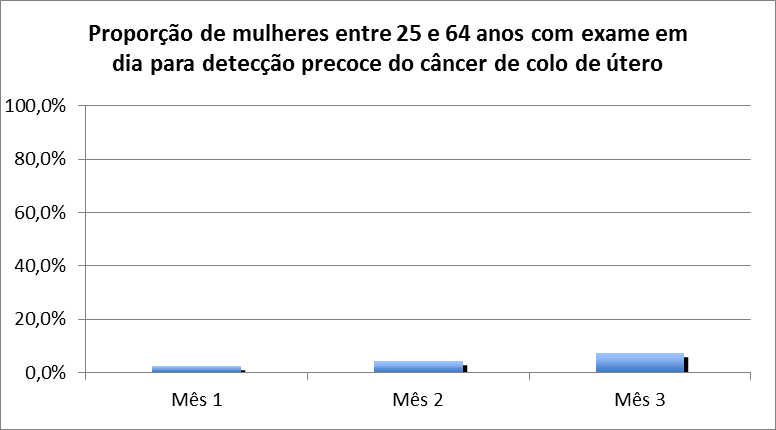 Proporção de mulheres entre 25 e 64 anos com exame em
dia para detecção precoce do câncer de colo de útero
100,0%
80,0%
60,0%
40,0%
20,0%
0,0%
Mês 1 Mês 2 Mês 3